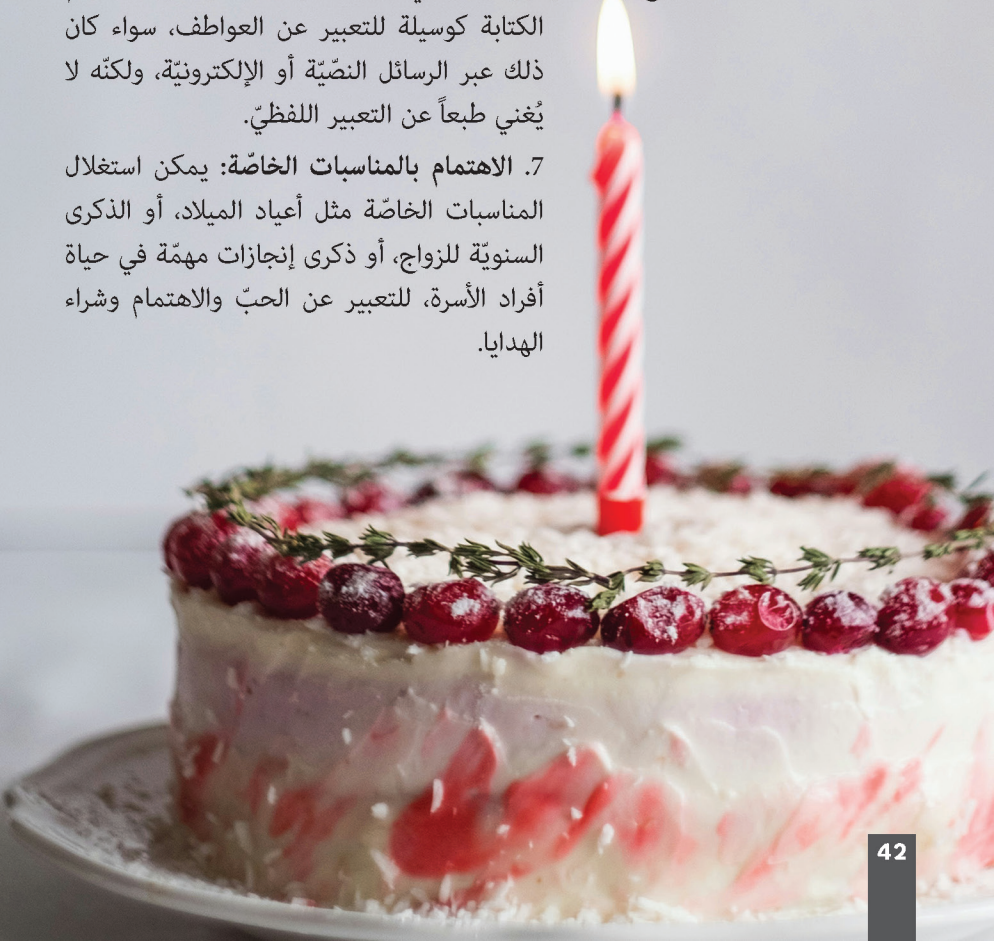 الكتابة كوسيلة للتعبير عن العواطف، سواء كان
ذلك عبر الرسائل النصّيّة أو الإلكترونيّة، ولكنّه لا
يُغني طبعاً عن التعبير اللفظيّ.
7. الاهتمام بالمناسبات الخاصّة: يمكن استغلال
المناسبات الخاصّة مثل أعياد الميلاد، أو الذكرى
السنويّة للزواج، أو ذكرى إنجازات مهمّة في حياة
أفراد الأسرة، للتعبير عن الحبّ والاهتمام وشراء
الهدايا.
42